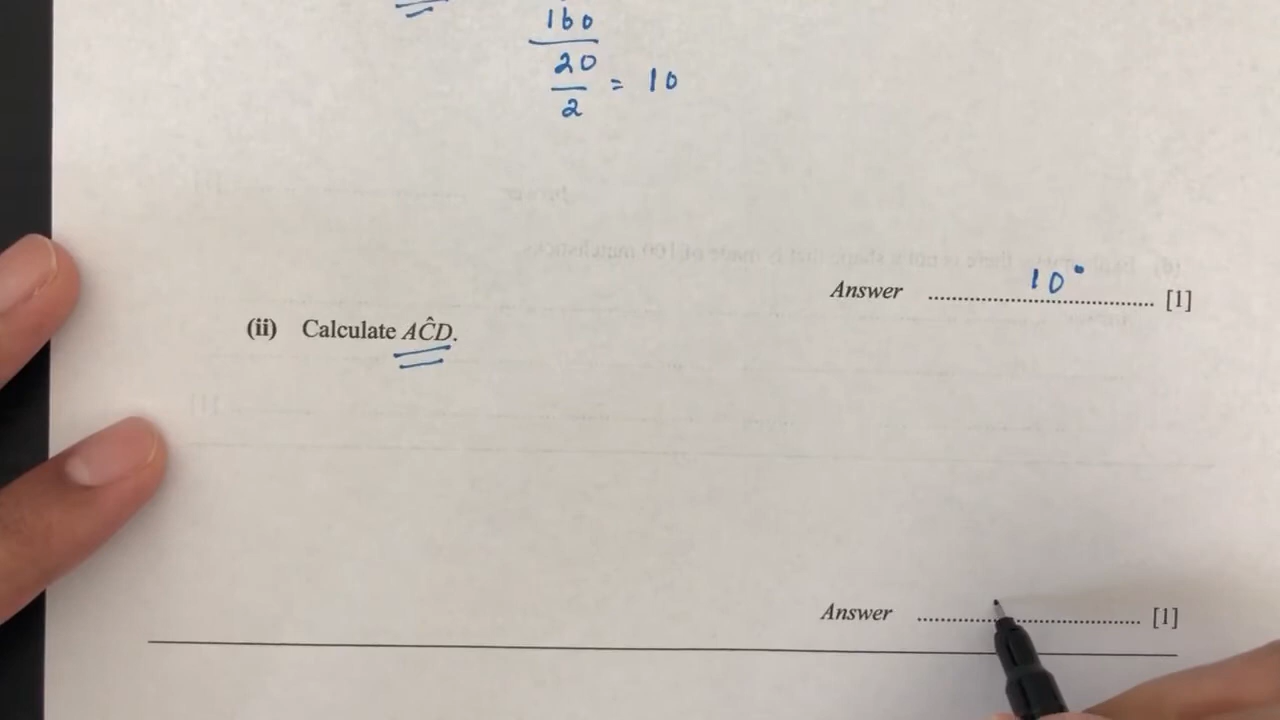 160
20
2 = 10
Answer .......... 10° .......... [1]
(ii) Calculate AĈD.
Answer .................... [1]